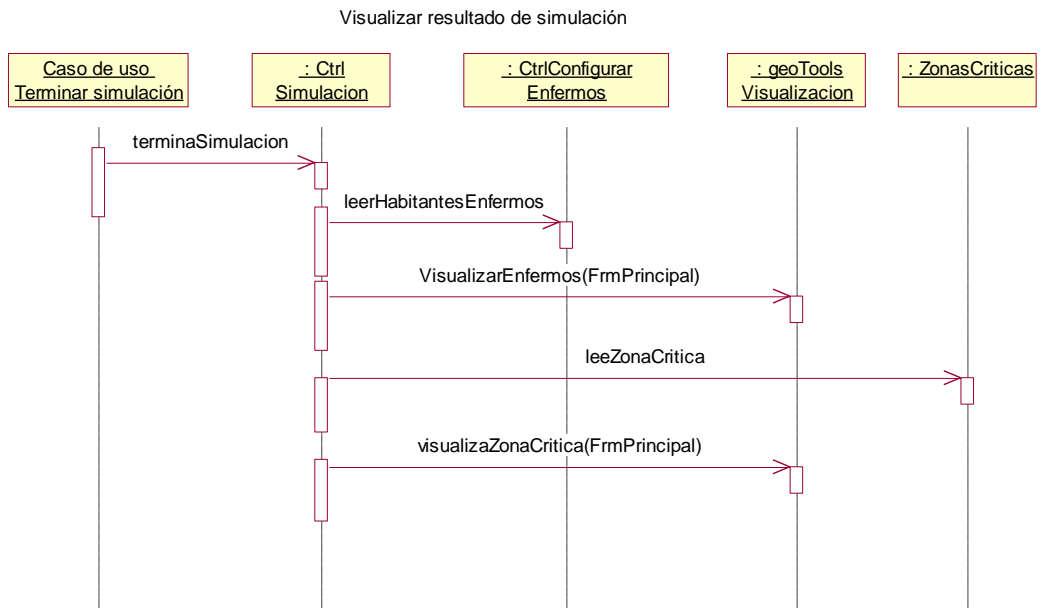 Visualizar resultado de simulación
Caso de uso
Terminar simulación
: Ctrl
Simulacion
: CtrlConfigurar
Enfermos
: geoTools
Visualizacion
: ZonasCriticas
terminaSimulacion
leerHabitantesEnfermos
VisualizarEnfermos(FrmPrincipal)
leeZonaCritica
visualizaZonaCritica(FrmPrincipal)